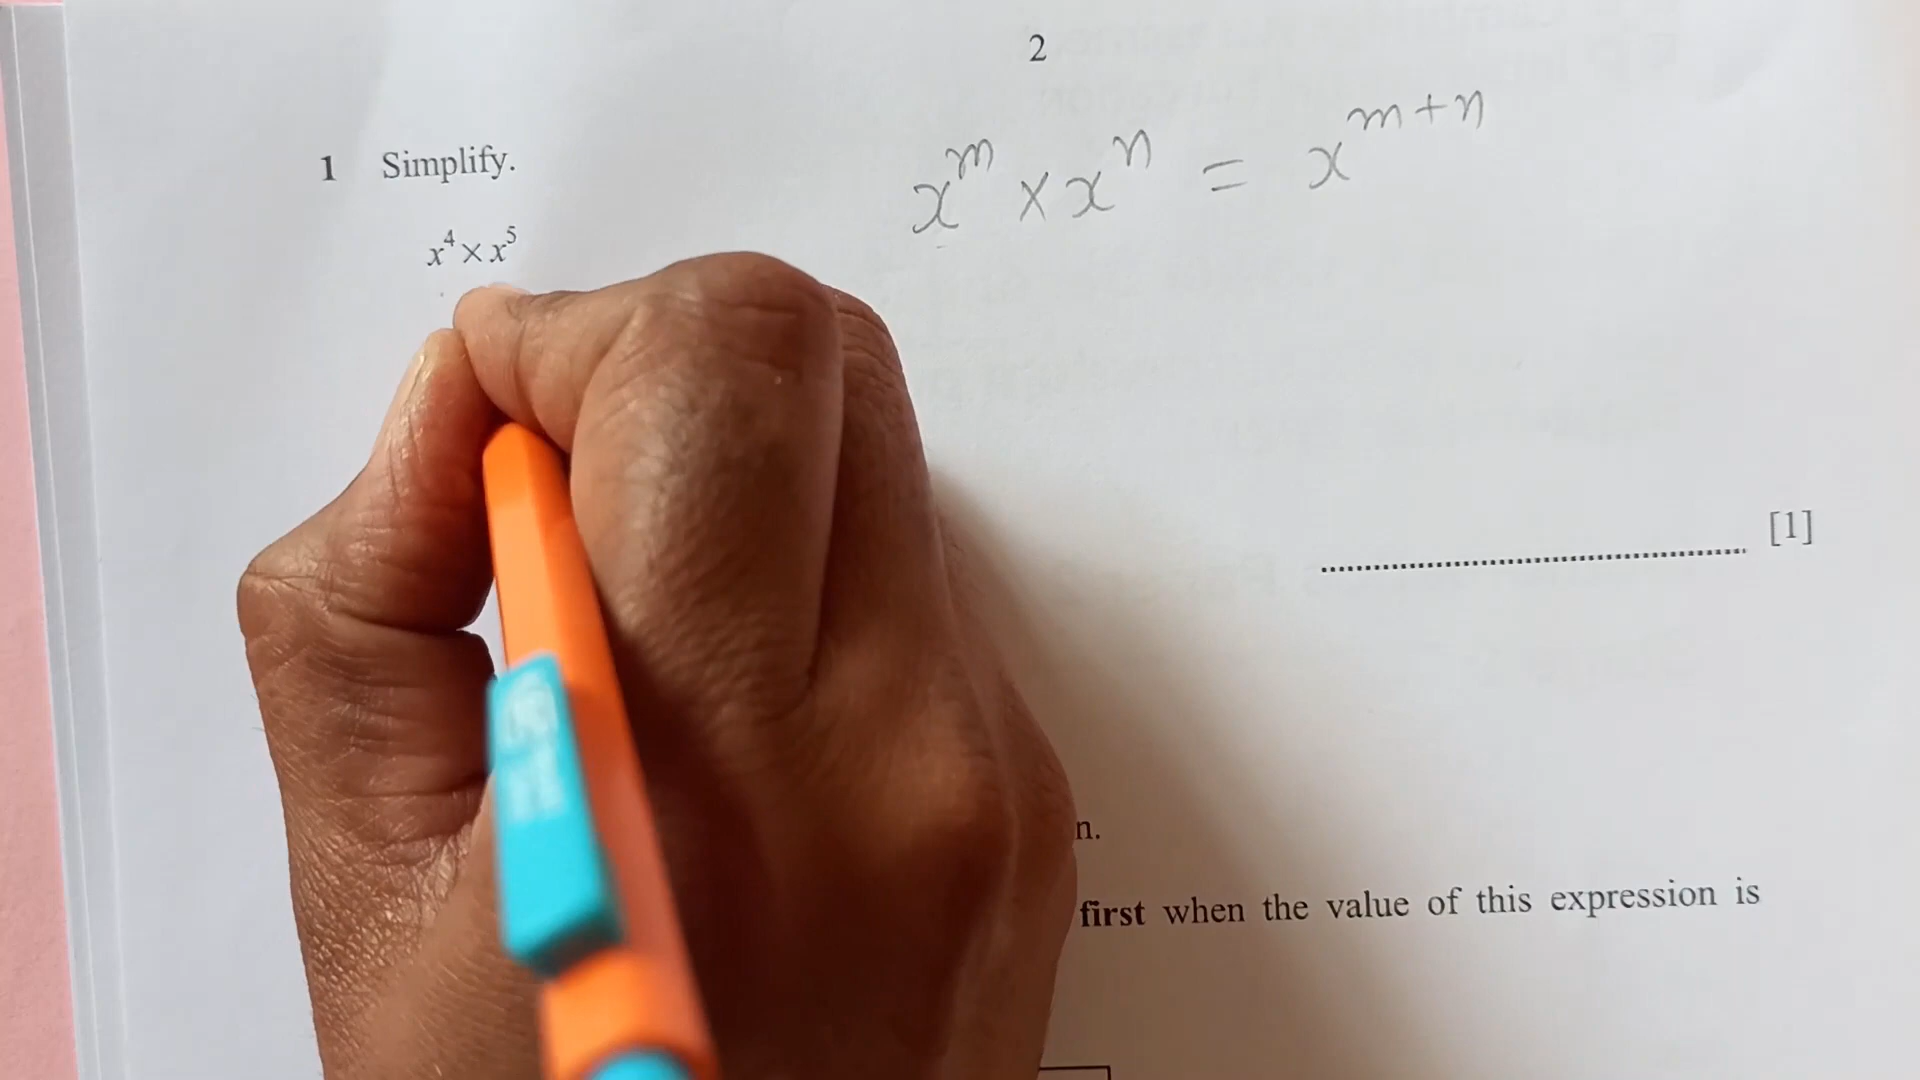 2
x^m × x^n = x^{m+n}
1 Simplify.
x^4 × x^5
[1]
n.
first when the value of this expression is